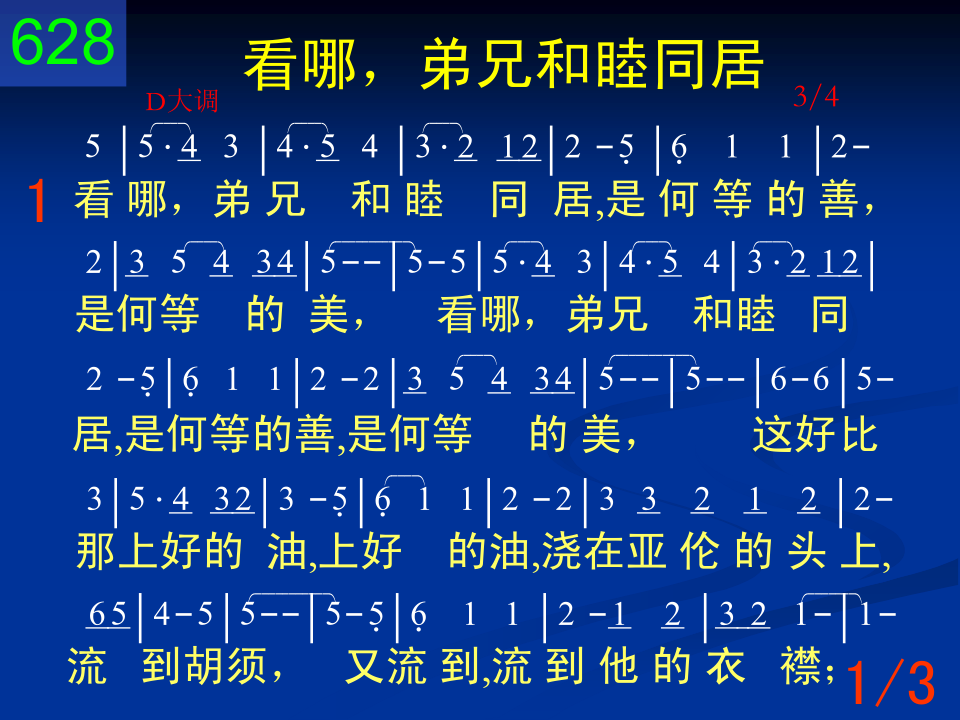 628
看哪，弟兄和睦同居
D大调 3/4
5 | 5·4 3 | 4·5 4 | 3·2 12 | 2 -5̣ | 6̣ 1 1 | 2-
1 看 哪，弟 兄 和 睦 同 居,是 何 等 的 善，
2 | 3 5 4 34 | 5-- | 5-5 | 5·4 3 | 4·5 4 | 3·2 12 |
是何等 的 美， 看哪，弟兄 和睦 同
2 -5̣ | 6̣ 1 1 | 2 -2 | 3 5 4 34 | 5-- | 5-- | 6-6 | 5-
居,是何等的善,是何等 的 美， 这好比
3 | 5·4 32 | 3 -5̣ | 6̣ 1 1 | 2 -2 | 3 3 2 1 2 | 2-
那上好的 油,上好 的油,浇在亚 伦 的 头 上,
65 | 4-5 | 5-- | 5-5̣ | 6̣ 1 1 | 2 -1 2 | 3 2 1- | 1-
流 到胡须， 又流 到,流 到 他 的 衣 襟；
1/3